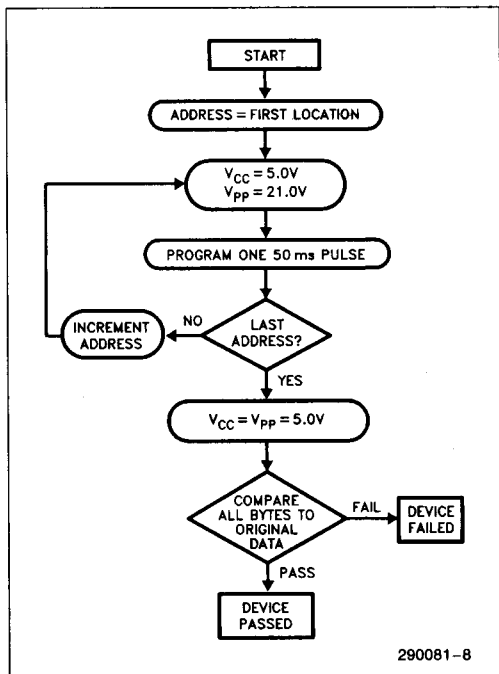 START
ADDRESS = FIRST LOCATION
VCC = 5.0V
VPP = 21.0V
PROGRAM ONE 50 ms PULSE
INCREMENT
ADDRESS
NO
LAST
ADDRESS?
YES
VCC = VPP = 5.0V
COMPARE
ALL BYTES TO
ORIGINAL
DATA
FAIL
DEVICE
FAILED
PASS
DEVICE
PASSED
290081-8